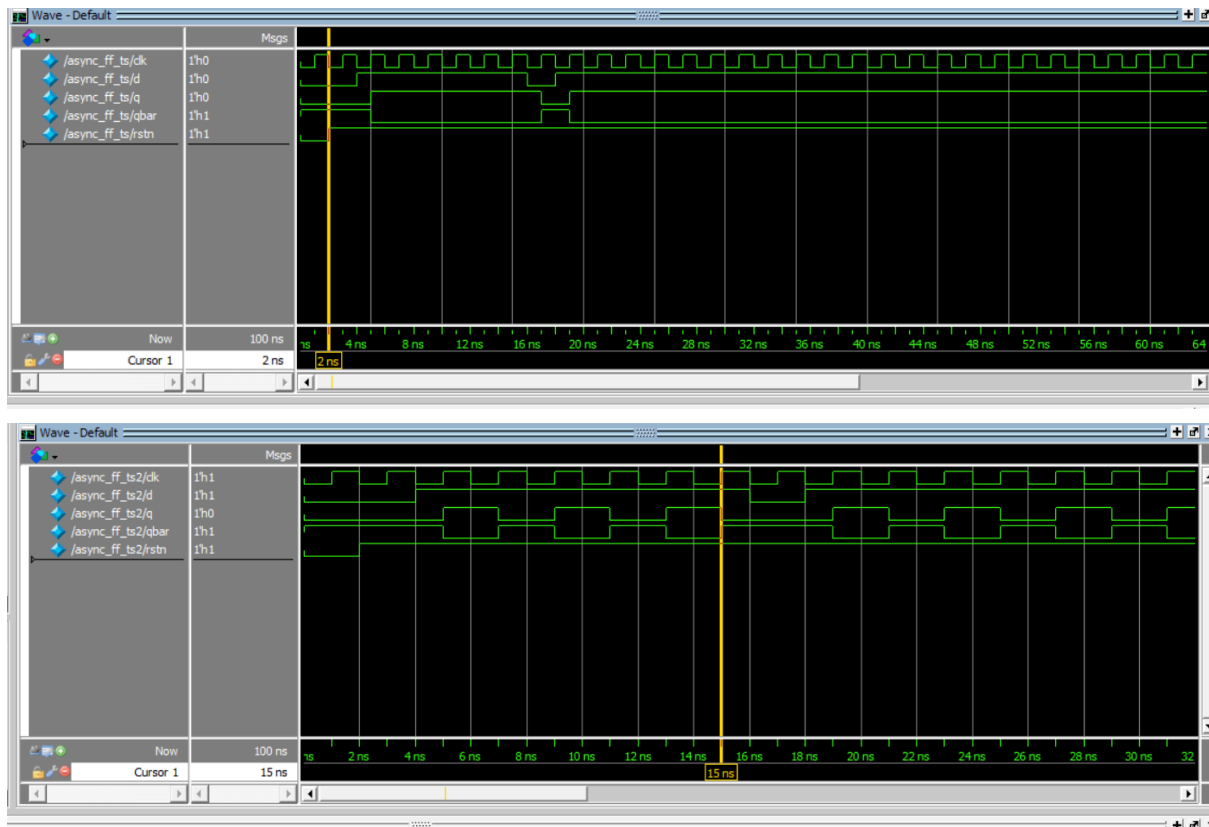 Wave - Default
Msgs
/async_ff_ts/clk 1'h0
/async_ff_ts/d 1'h0
/async_ff_ts/q 1'h0
/async_ff_ts/qbar 1'h1
/async_ff_ts/rstn 1'h1
Now 100 ns ns 4 ns 8 ns 12 ns 16 ns 20 ns 24 ns 28 ns 32 ns 36 ns 40 ns 44 ns 48 ns 52 ns 56 ns 60 ns 64
Cursor 1 2 ns 2 ns
Wave - Default
Msgs
/async_ff_ts2/clk 1'h1
/async_ff_ts2/d 1'h1
/async_ff_ts2/q 1'h0
/async_ff_ts2/qbar 1'h1
/async_ff_ts2/rstn 1'h1
Now 100 ns ns 2 ns 4 ns 6 ns 8 ns 10 ns 12 ns 14 ns 16 ns 18 ns 20 ns 22 ns 24 ns 26 ns 28 ns 30 ns 32
Cursor 1 15 ns 15 ns